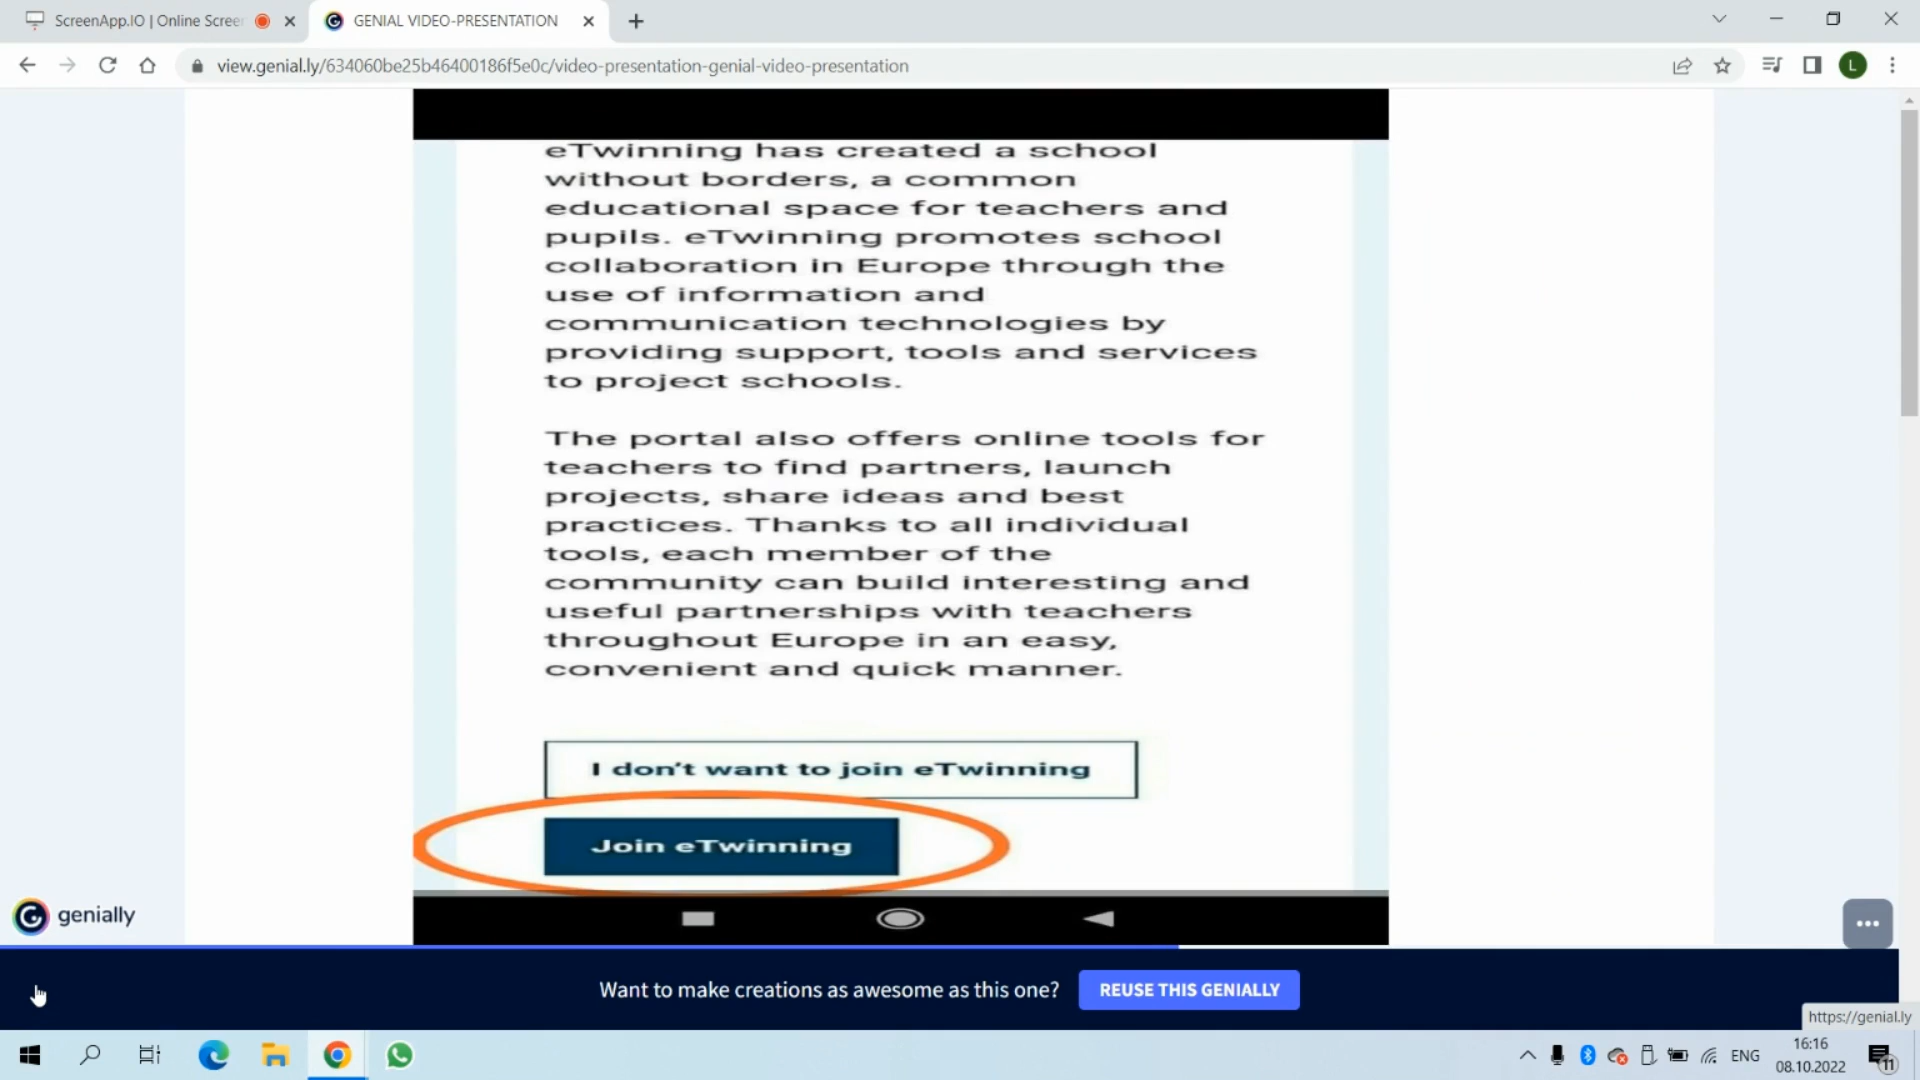 ScreenApp.IO | Online Scree
GENIAL VIDEO-PRESENTATION
view.genial.ly/634060be25b46400186f5e0c/video-presentation-genial-video-presentation
L
eTwinning has created a school
without borders, a common
educational space for teachers and
pupils. eTwinning promotes school
collaboration in Europe through the
use of information and
communication technologies by
providing support, tools and services
to project schools.
The portal also offers online tools for
teachers to find partners, launch
projects, share ideas and best
practices. Thanks to all individual
tools, each member of the
community can build interesting and
useful partnerships with teachers
throughout Europe in an easy,
convenient and quick manner.
I don't want to join eTwinning
Join eTwinning
genially
Want to make creations as awesome as this one?
REUSE THIS GENIALLY
https://genial.ly
ENG
16:16
08.10.2022
11